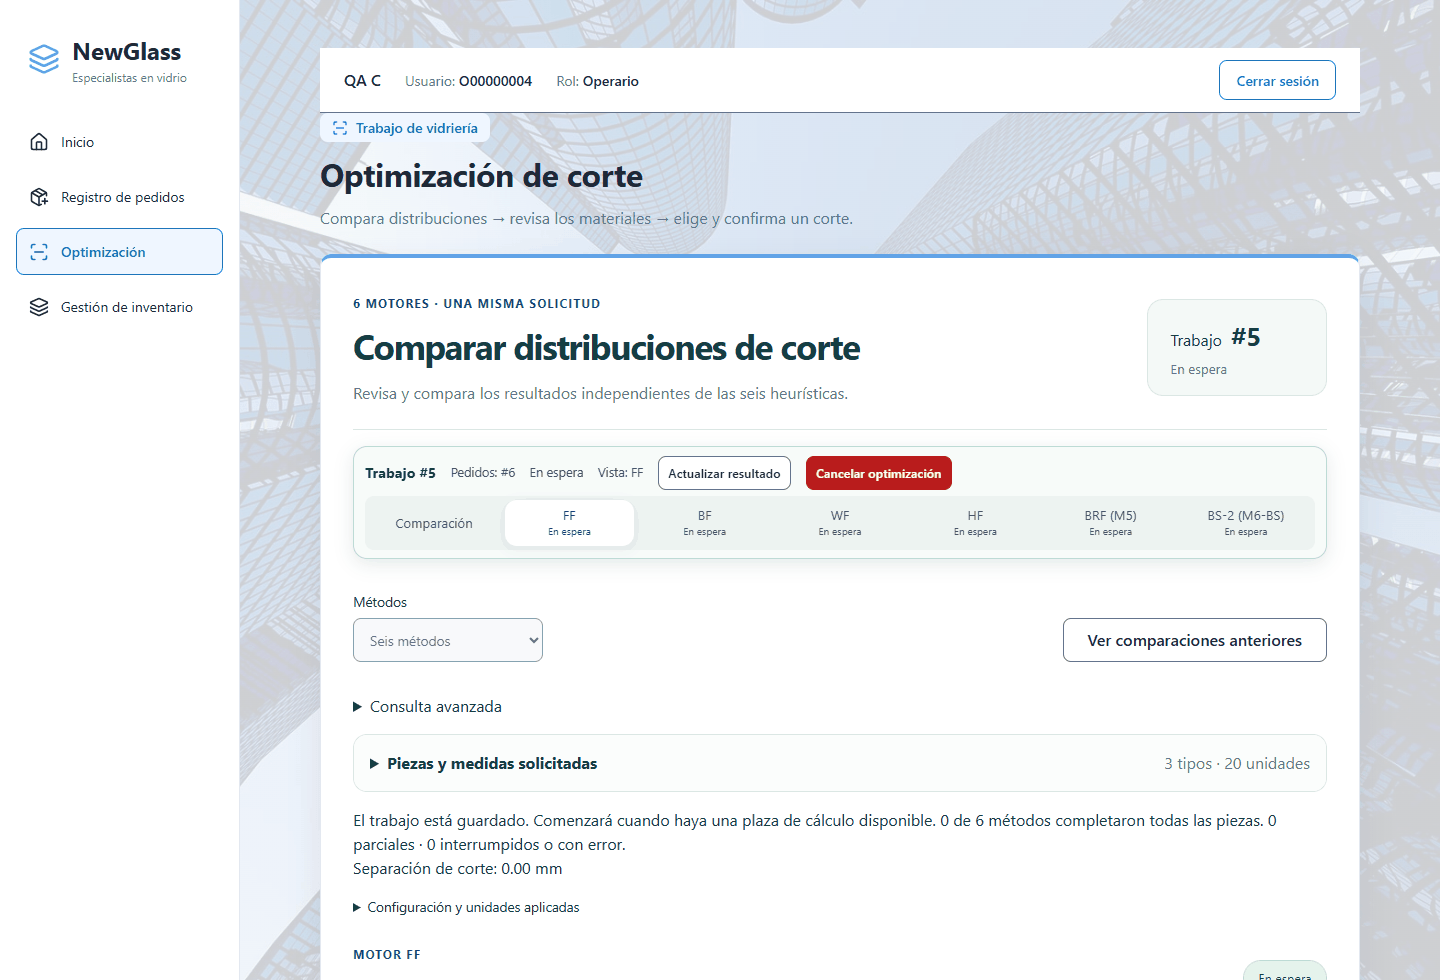 NewGlass
Especialistas en vidrio
Inicio
Registro de pedidos
Optimización
Gestión de inventario
QA C Usuario: O00000004 Rol: Operario Cerrar sesión
Trabajo de vidriería
Optimización de corte
Compara distribuciones → revisa los materiales → elige y confirma un corte.
6 MOTORES · UNA MISMA SOLICITUD
Comparar distribuciones de corte
Revisa y compara los resultados independientes de las seis heurísticas.
Trabajo #5
En espera
Trabajo #5 Pedidos: #6 En espera Vista: FF Actualizar resultado Cancelar optimización
Comparación
FF
En espera
BF
En espera
WF
En espera
HF
En espera
BRF (M5)
En espera
BS-2 (M6-BS)
En espera
Métodos
Seis métodos
Ver comparaciones anteriores
Consulta avanzada
Piezas y medidas solicitadas 3 tipos · 20 unidades
El trabajo está guardado. Comenzará cuando haya una plaza de cálculo disponible. 0 de 6 métodos completaron todas las piezas. 0
parciales · 0 interrumpidos o con error.
Separación de corte: 0.00 mm
Configuración y unidades aplicadas
MOTOR FF
En espera